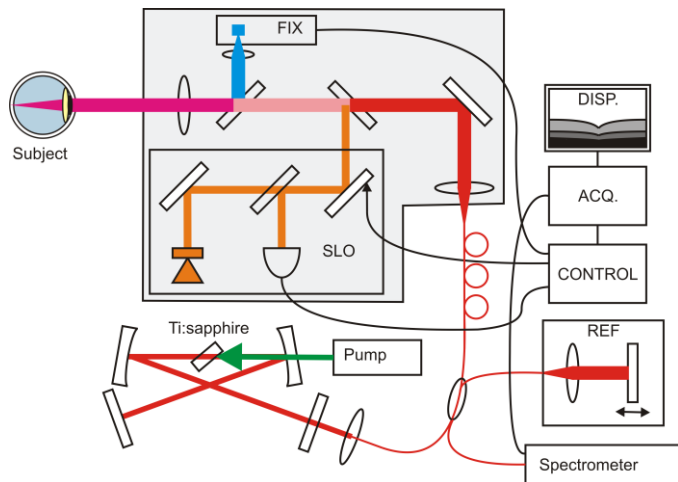 FIX
DISP.
Subject
ACQ.
SLO
CONTROL
Ti:sapphire
REF
Pump
Spectrometer